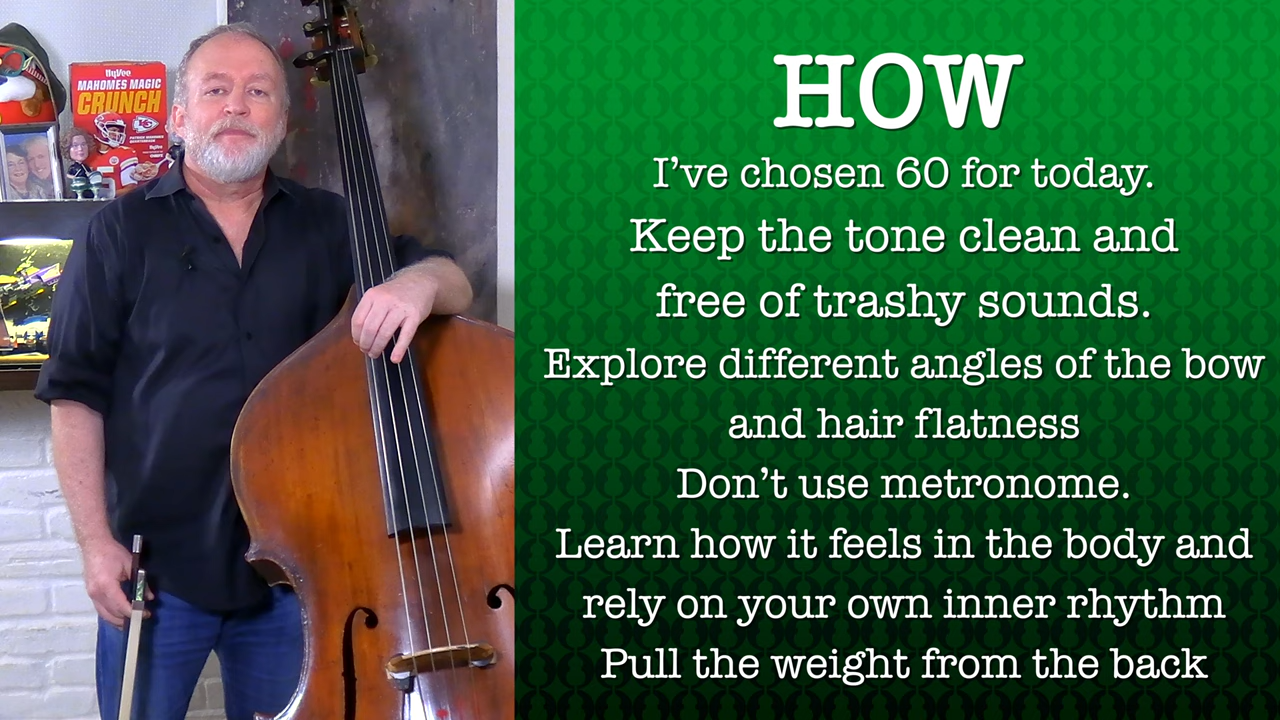 HyVee
MAHOMES MAGIC
CRUNCH
HOW
I’ve chosen 60 for today.
Keep the tone clean and
free of trashy sounds.
Explore different angles of the bow
and hair flatness
Don’t use metronome.
Learn how it feels in the body and
rely on your own inner rhythm
Pull the weight from the back